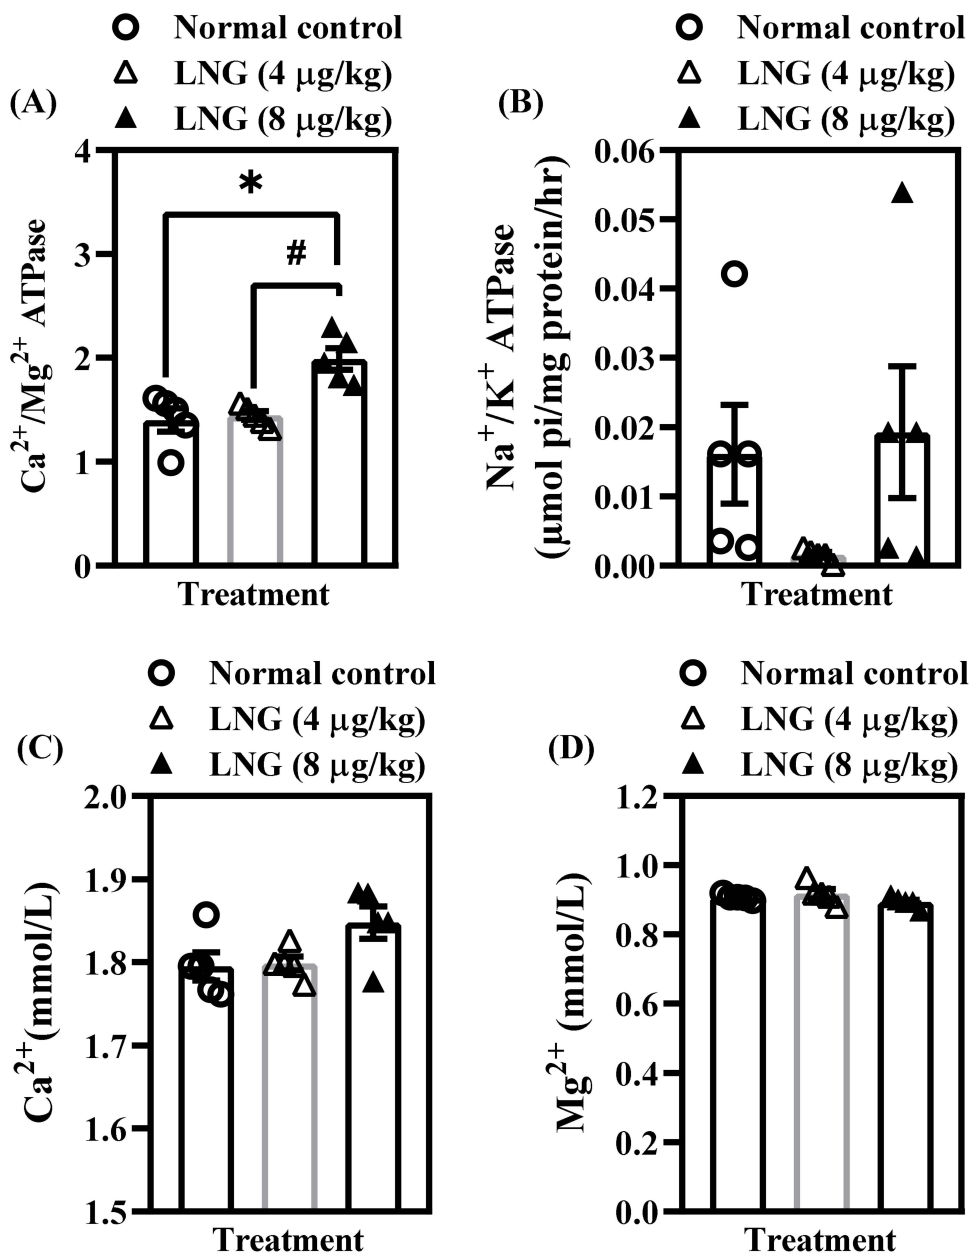 (A)
Normal control
LNG (4 μg/kg)
LNG (8 μg/kg)
Ca²⁺/Mg²⁺ ATPase
4
3
2
1
0
*
#
Treatment
(B)
Normal control
LNG (4 μg/kg)
LNG (8 μg/kg)
Na⁺/K⁺ ATPase
(μmol pi/mg protein/hr)
0.06
0.05
0.04
0.03
0.02
0.01
0.00
Treatment
(C)
Normal control
LNG (4 μg/kg)
LNG (8 μg/kg)
Ca²⁺(mmol/L)
2.0
1.9
1.8
1.7
1.6
1.5
Treatment
(D)
Normal control
LNG (4 μg/kg)
LNG (8 μg/kg)
Mg²⁺ (mmol/L)
1.2
1.0
0.8
0.6
0.4
0.2
0.0
Treatment